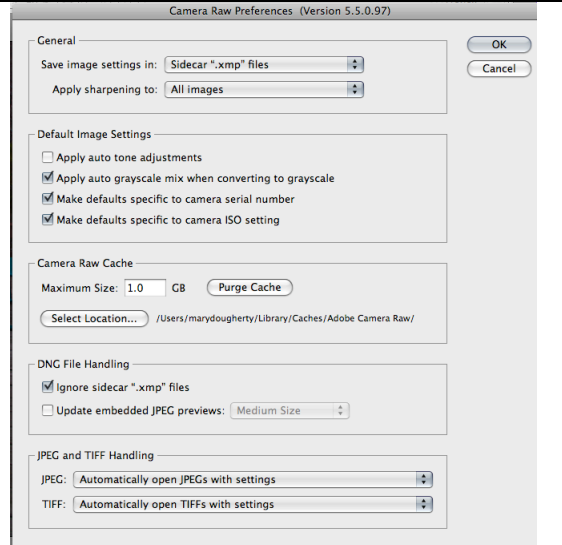 Camera Raw Preferences (Version 5.5.0.97)
General
OK
Save image settings in: Sidecar ".xmp" files
Cancel
Apply sharpening to: All images
Default Image Settings
Apply auto tone adjustments
Apply auto grayscale mix when converting to grayscale
Make defaults specific to camera serial number
Make defaults specific to camera ISO setting
Camera Raw Cache
Maximum Size: 1.0 GB Purge Cache
Select Location... /Users/marydougherty/Library/Caches/Adobe Camera Raw/
DNG File Handling
Ignore sidecar ".xmp" files
Update embedded JPEG previews: Medium Size
JPEG and TIFF Handling
JPEG: Automatically open JPEGs with settings
TIFF: Automatically open TIFFs with settings